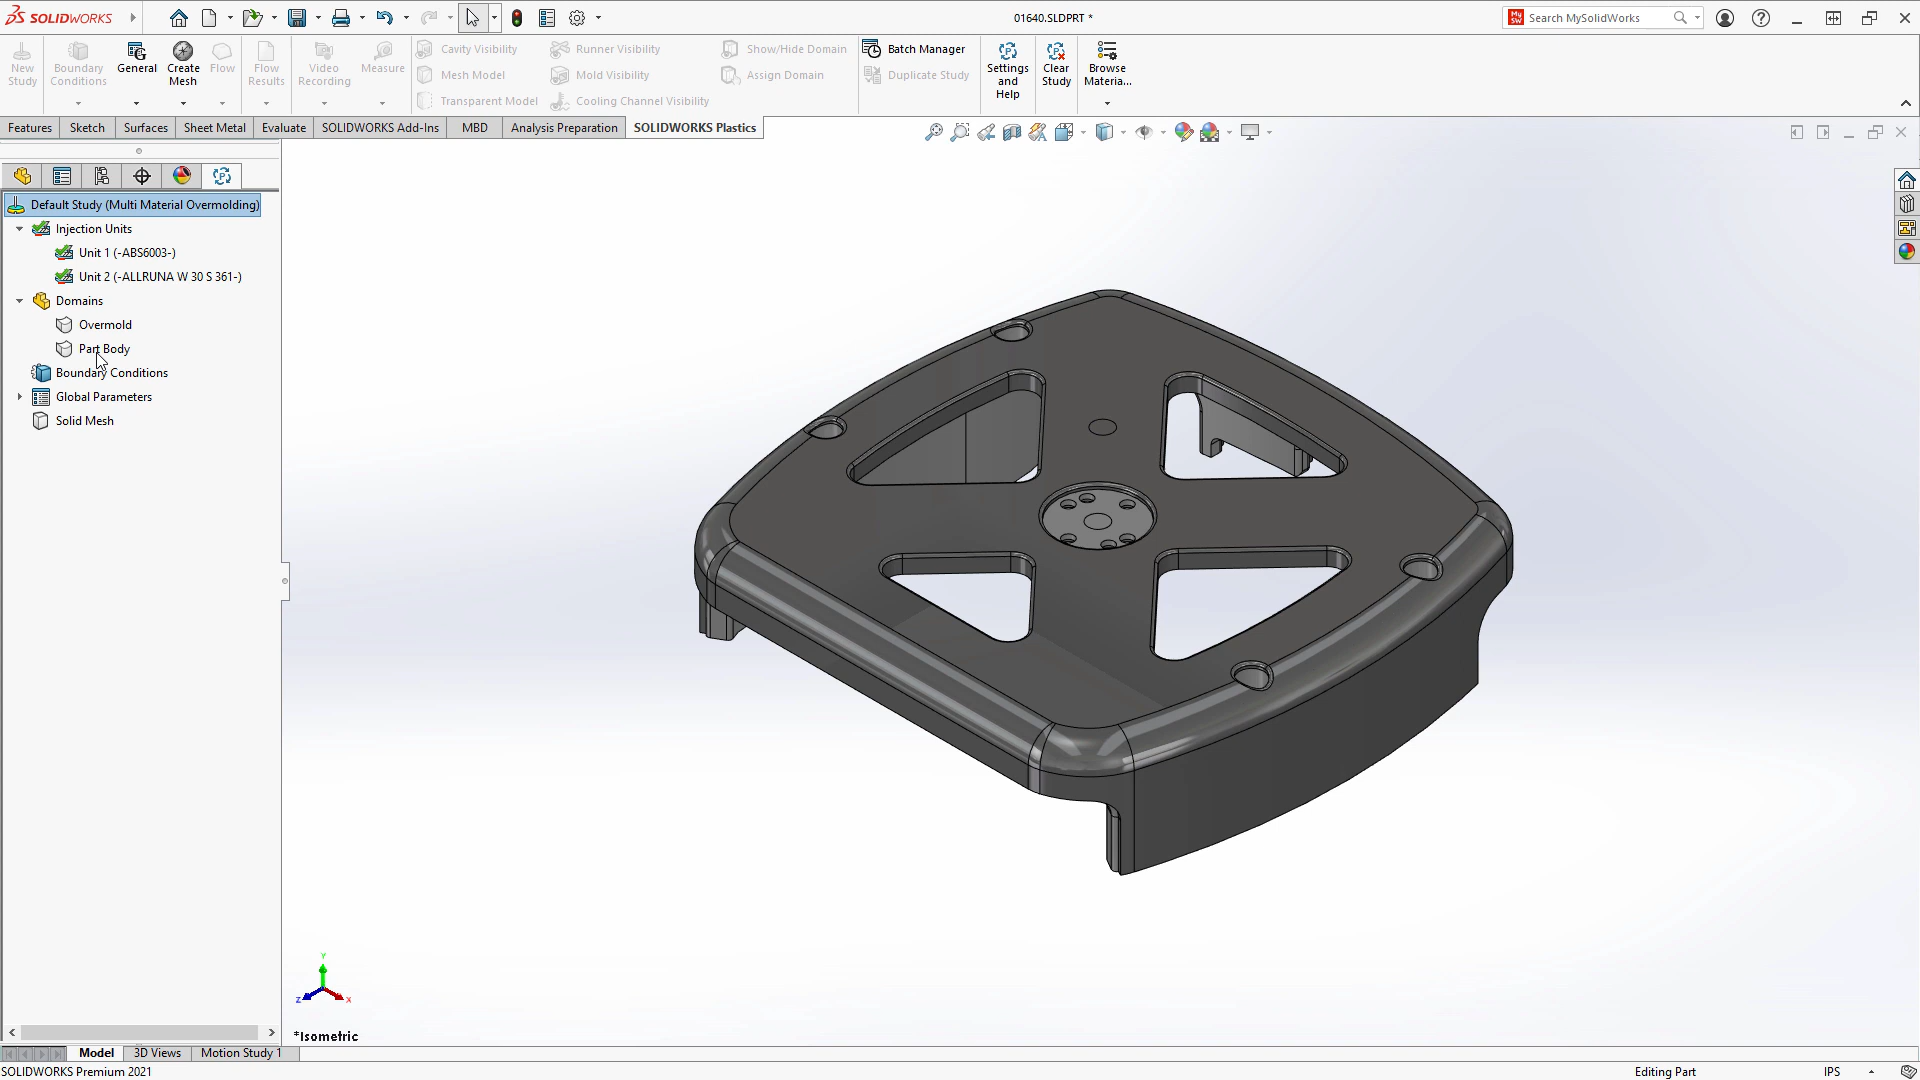 SOLIDWORKS
01640.SLDPRT *
Search MySolidWorks
New Study
Boundary Conditions
General
Create Mesh
Flow
Flow Results
Video Recording
Measure
Cavity Visibility
Mesh Model
Transparent Model
Runner Visibility
Mold Visibility
Cooling Channel Visibility
Show/Hide Domain
Assign Domain
Batch Manager
Duplicate Study
Settings and Help
Clear Study
Browse Materia...
Features
Sketch
Surfaces
Sheet Metal
Evaluate
SOLIDWORKS Add-Ins
MBD
Analysis Preparation
SOLIDWORKS Plastics
Default Study (Multi Material Overmolding)
Injection Units
Unit 1 (-ABS6003-)
Unit 2 (-ALLRUNA W 30 S 361-)
Domains
Overmold
Part Body
Boundary Conditions
Global Parameters
Solid Mesh
Y
Z
X
*Isometric
Model
3D Views
Motion Study 1
SOLIDWORKS Premium 2021
Editing Part
IPS